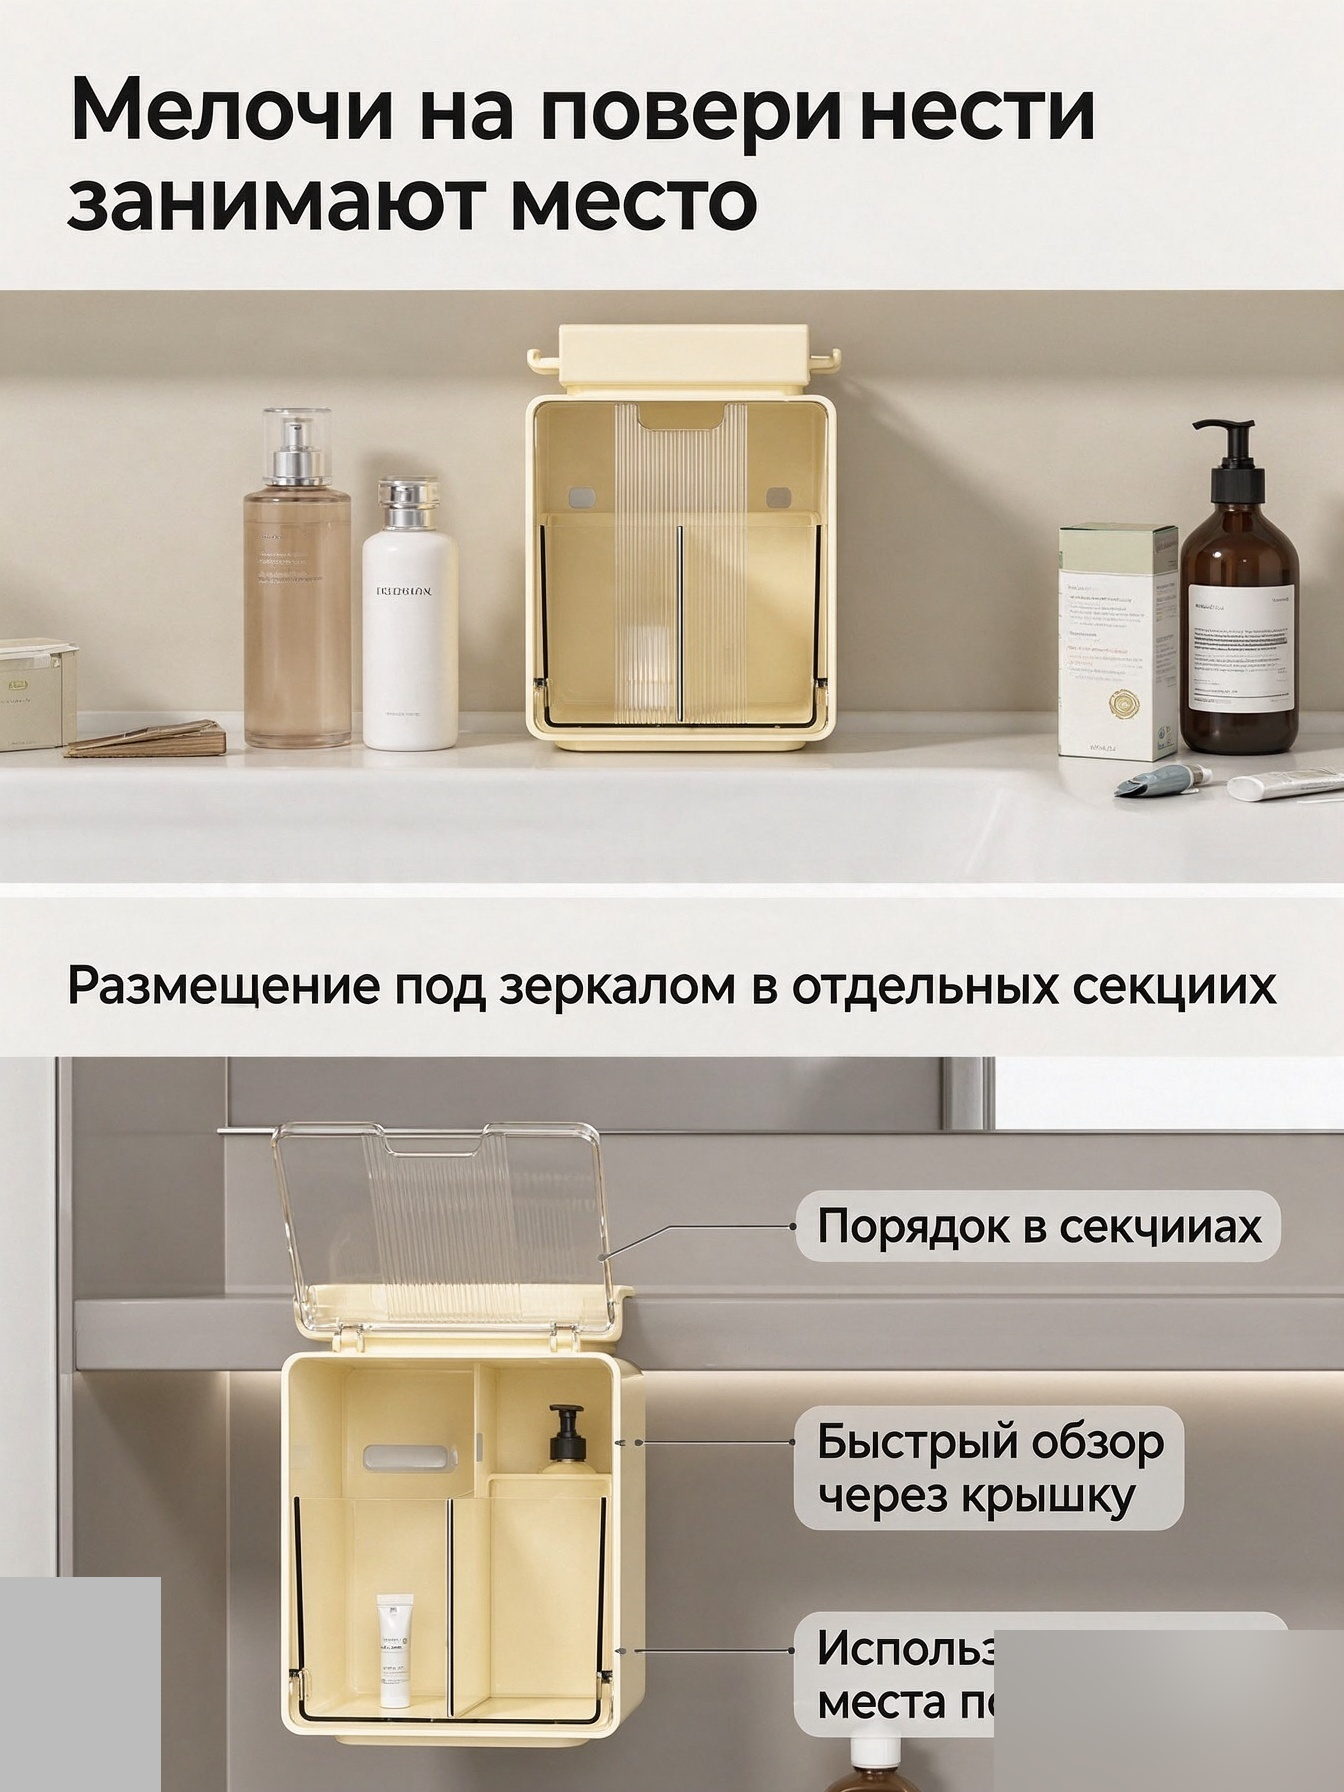 Мелочи на повери нести
занимают место
Размещение под зеркалом в отдельных секциих
Порядок в секчииах
Быстрый обзор
через крышку
Использ
места по